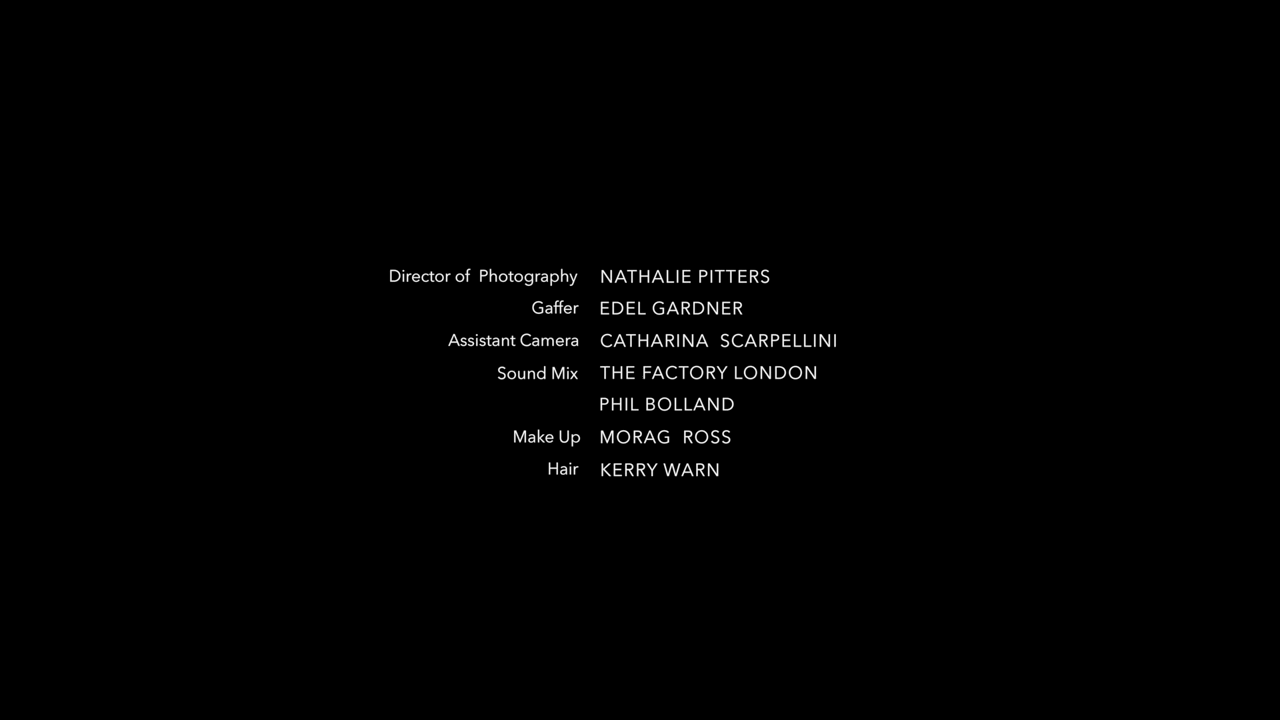 Director of Photography NATHALIE PITTERS
Gaffer EDEL GARDNER
Assistant Camera CATHARINA SCARPELLINI
Sound Mix THE FACTORY LONDON
PHIL BOLLAND
Make Up MORAG ROSS
Hair KERRY WARN